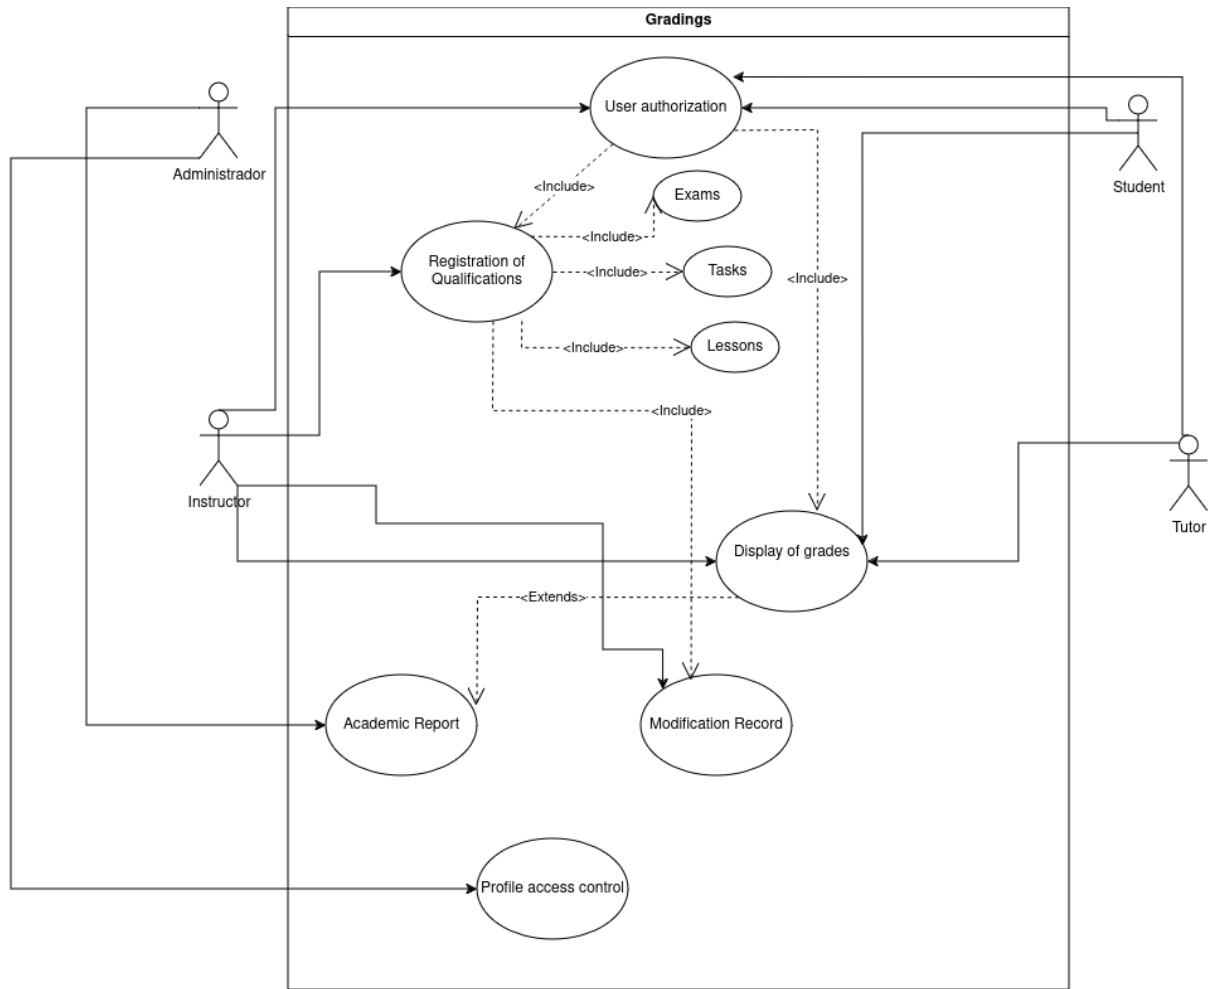 Gradings
User authorization
Administrador
Student
<Include>
Exams
<Include>
Registration of
Qualifications
<Include>
Tasks
<Include>
<Include>
Lessons
<Include>
Instructor
Tutor
Display of grades
<Extends>
Academic Report
Modification Record
Profile access control